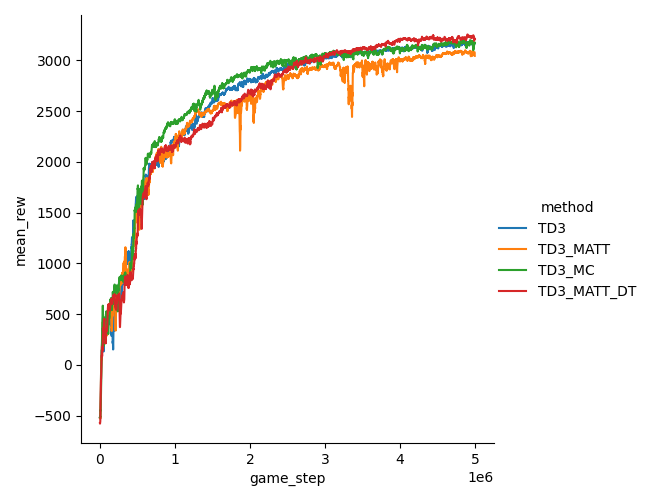 3000
2500
2000
1500
1000
500
0
−500
mean_rew
0 1 2 3 4 5
1e6
game_step
method
TD3
TD3_MATT
TD3_MC
TD3_MATT_DT